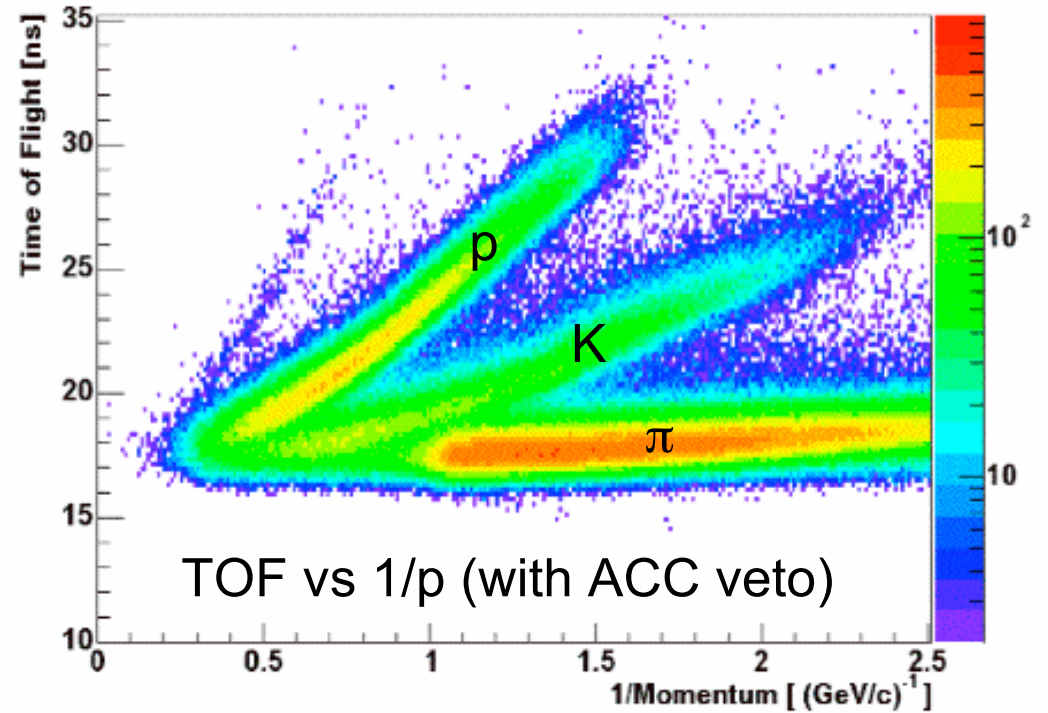 Time of Flight [ns]
35
30
25
20
15
10
p
K
π
TOF vs 1/p (with ACC veto)
0
0.5
1
1.5
2
2.5
1/Momentum [ (GeV/c)⁻¹ ]
10²
10